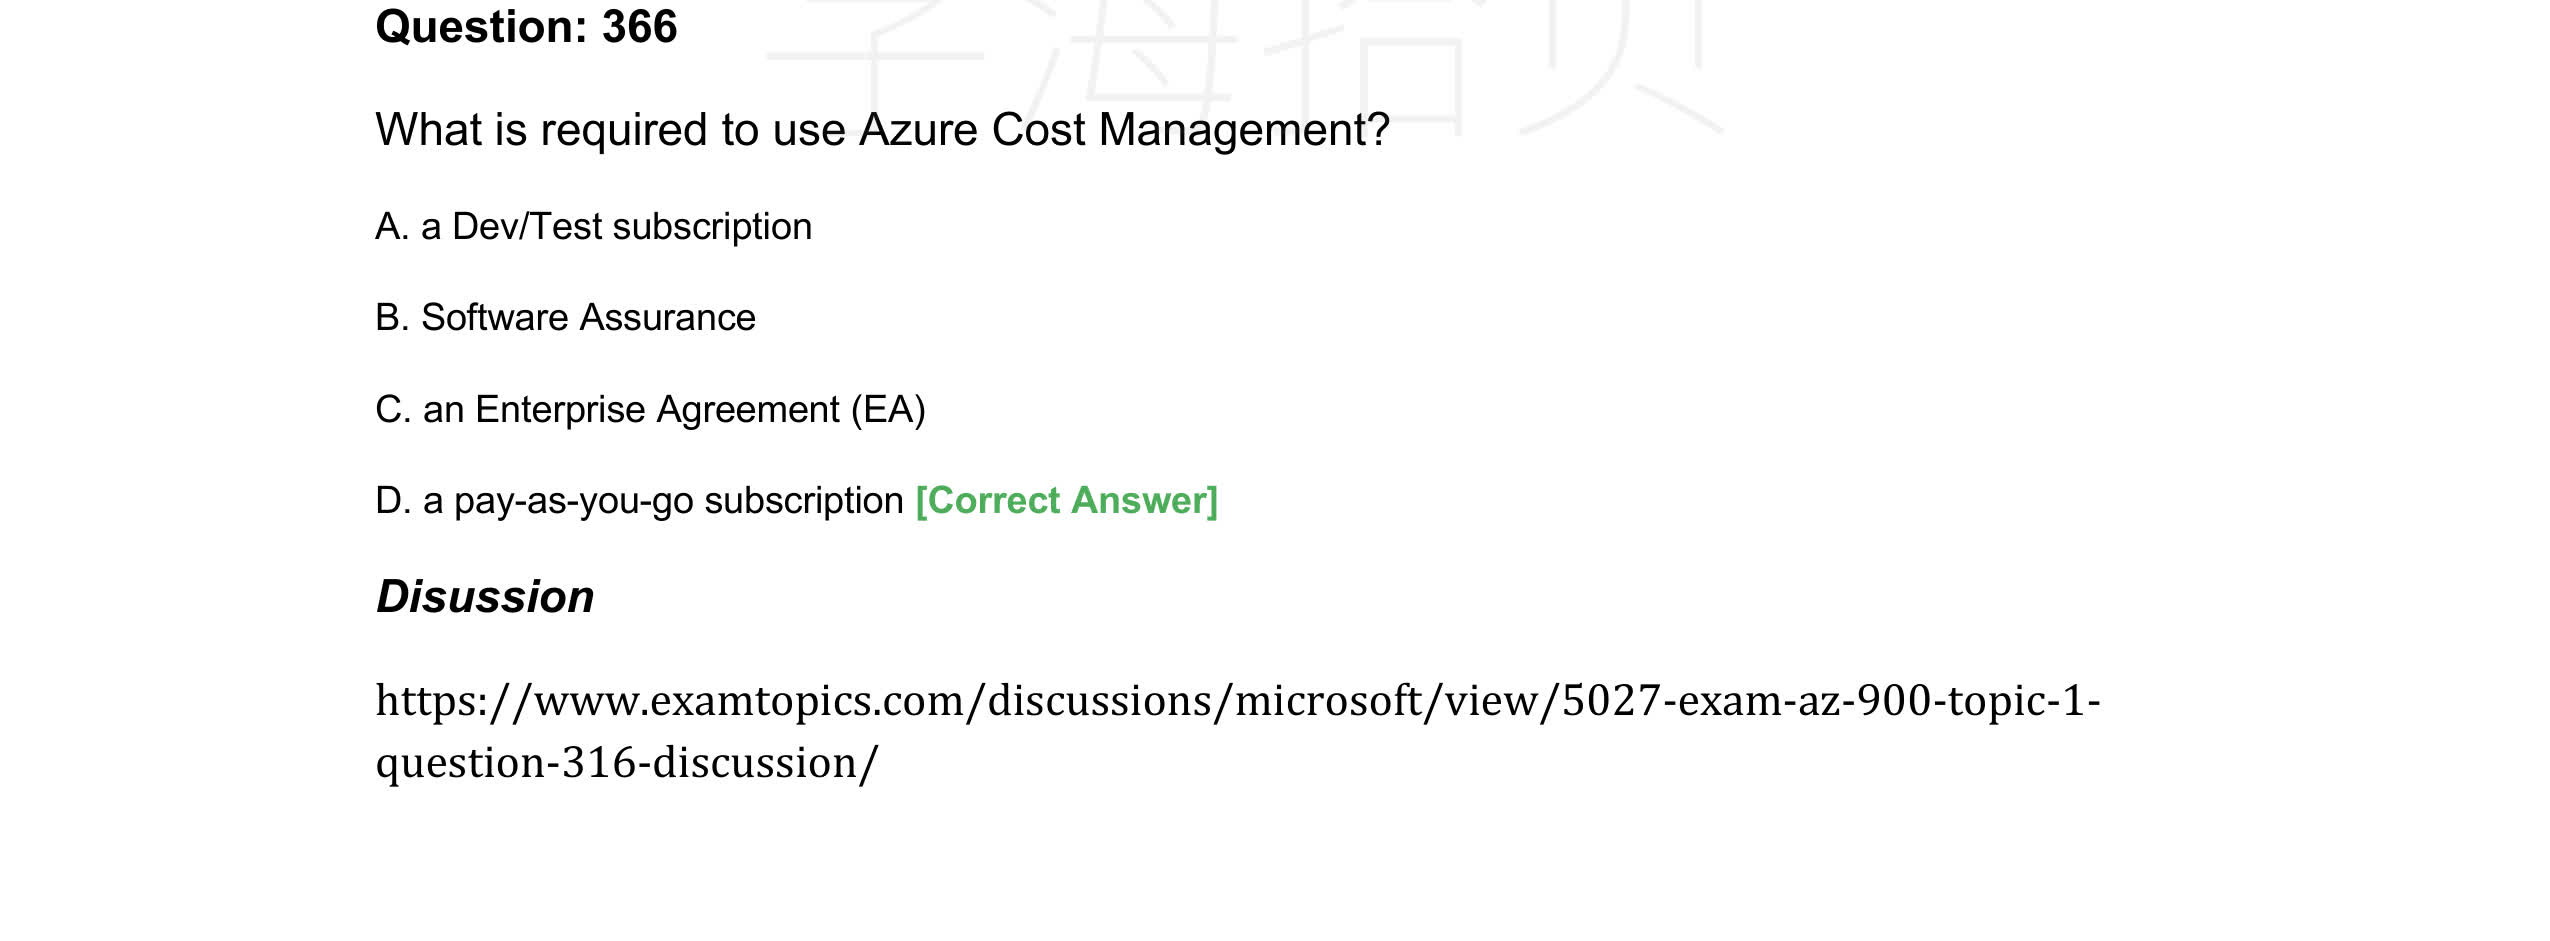 Question: 366
What is required to use Azure Cost Management?
A. a Dev/Test subscription
B. Software Assurance
C. an Enterprise Agreement (EA)
D. a pay-as-you-go subscription [Correct Answer]
Disussion
https://www.examtopics.com/discussions/microsoft/view/5027-exam-az-900-topic-1-
question-316-discussion/